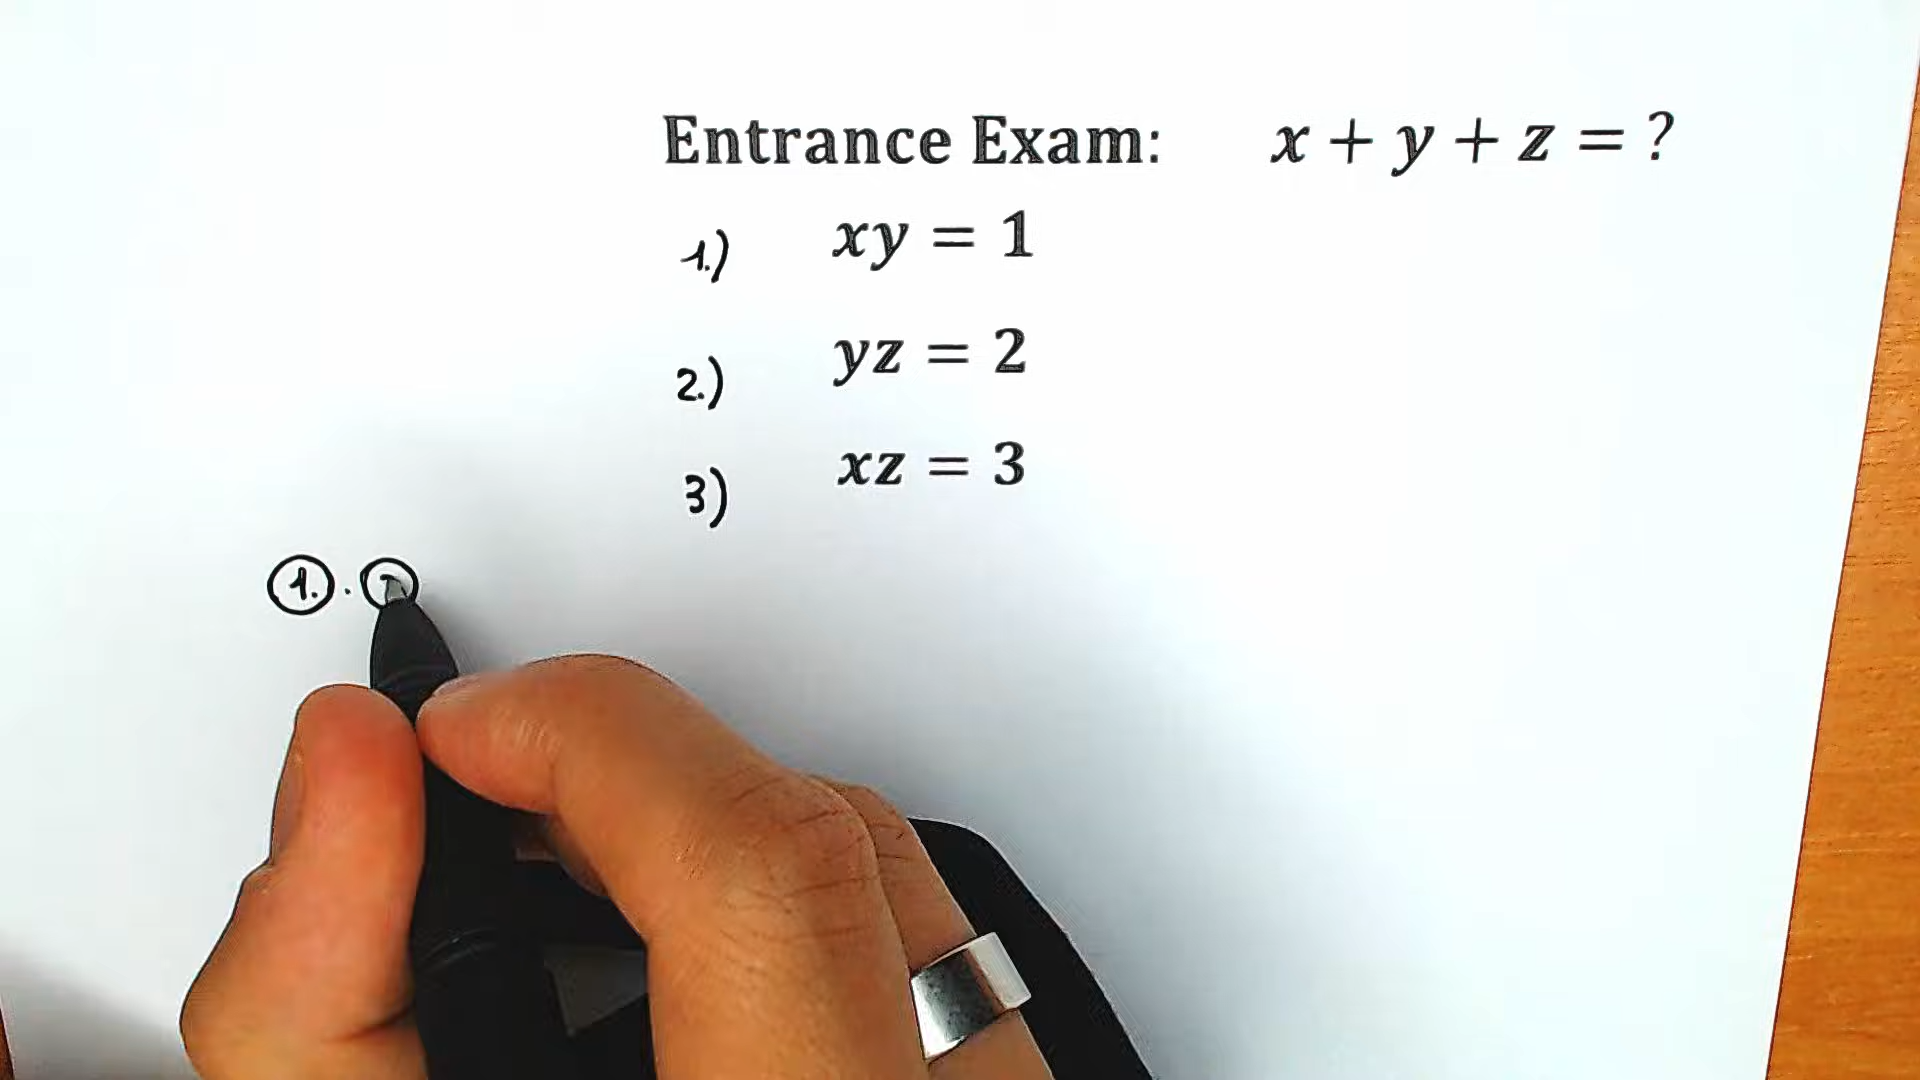 Entrance Exam: x + y + z = ?
1.) xy = 1
2.) yz = 2
3) xz = 3
1. ·